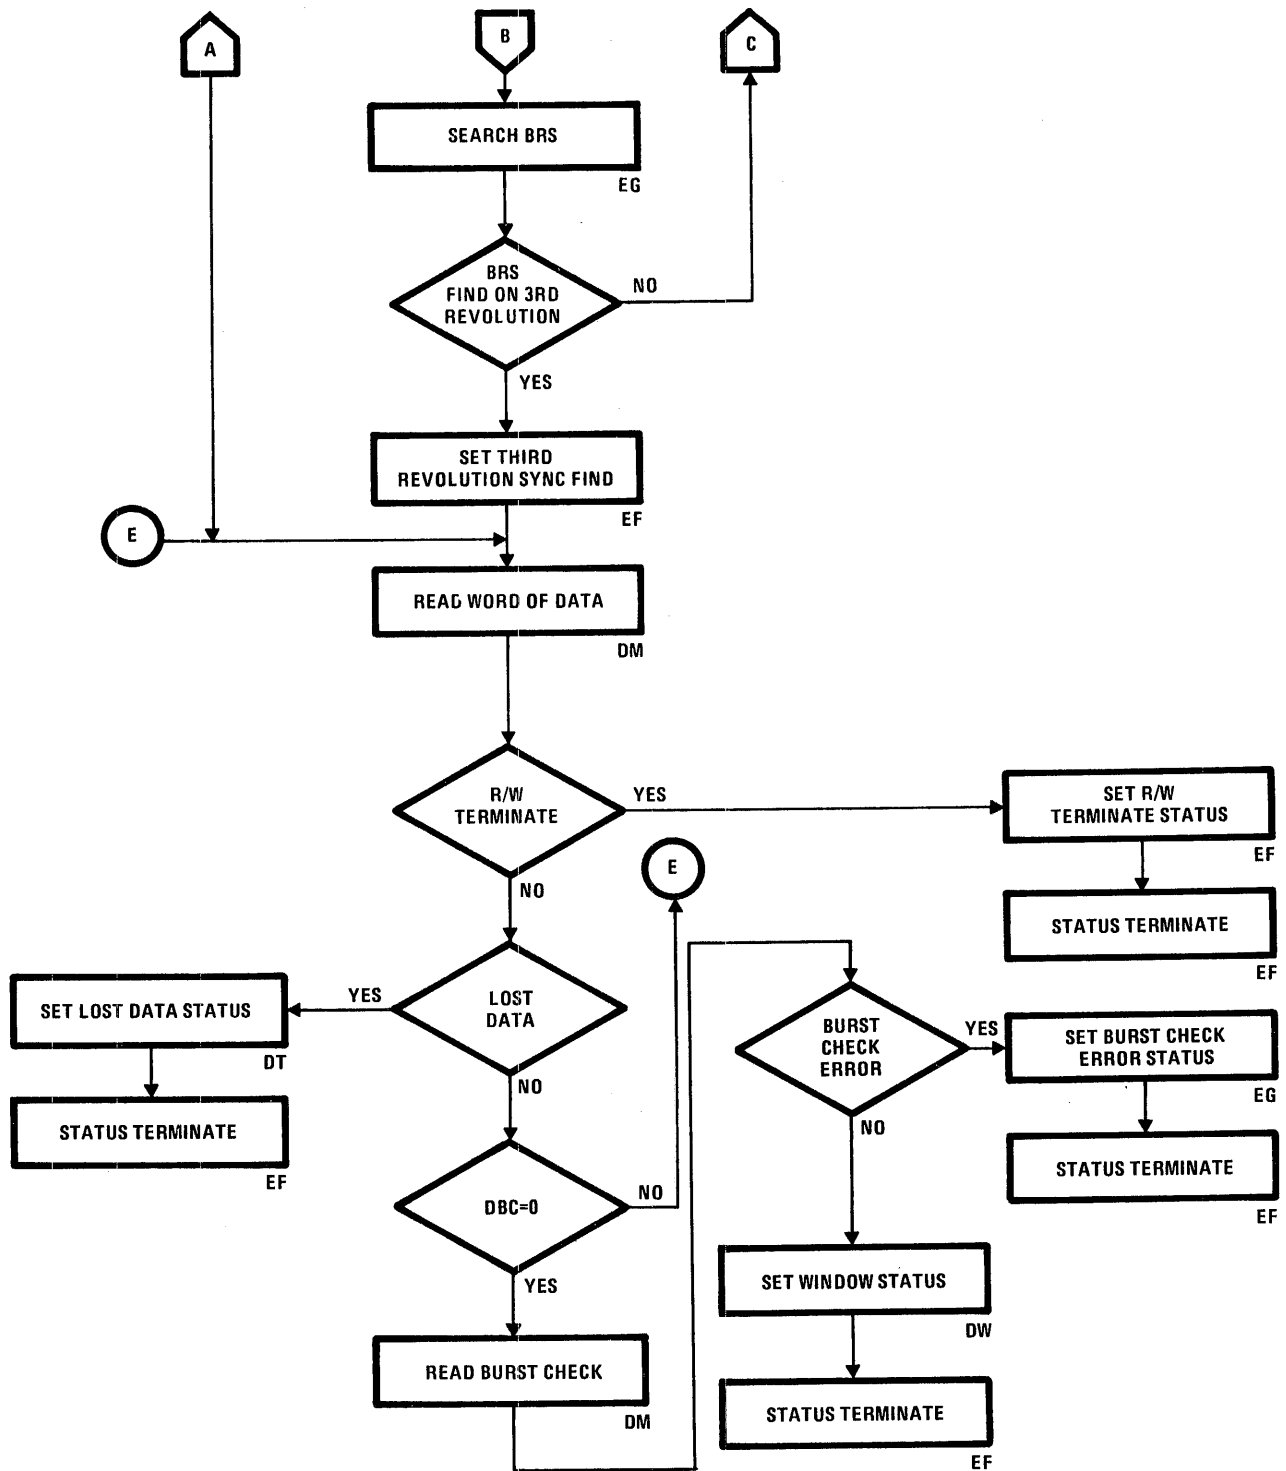 A
B
C
SEARCH BRS
EG
BRS
FIND ON 3RD
REVOLUTION
NO
YES
SET THIRD
REVOLUTION SYNC FIND
EF
E
READ WORD OF DATA
DM
R/W
TERMINATE
YES
SET R/W
TERMINATE STATUS
EF
NO
E
STATUS TERMINATE
EF
LOST
DATA
YES
SET LOST DATA STATUS
DT
STATUS TERMINATE
EF
NO
BURST
CHECK
ERROR
YES
SET BURST CHECK
ERROR STATUS
EG
STATUS TERMINATE
EF
NO
DBC=0
NO
YES
SET WINDOW STATUS
DW
READ BURST CHECK
DM
STATUS TERMINATE
EF